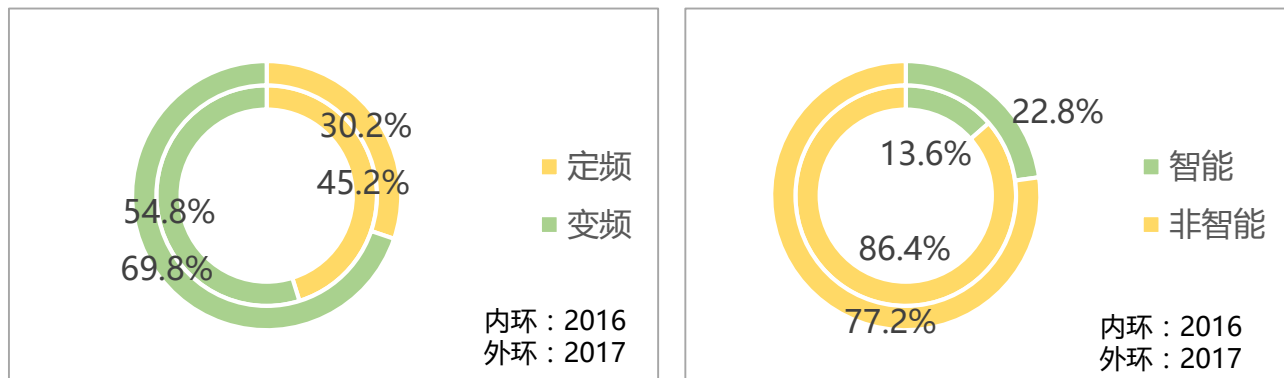 30.2%
45.2%
54.8%
69.8%
定频
变频
内环：2016
外环：2017
22.8%
13.6%
86.4%
77.2%
智能
非智能
内环：2016
外环：2017